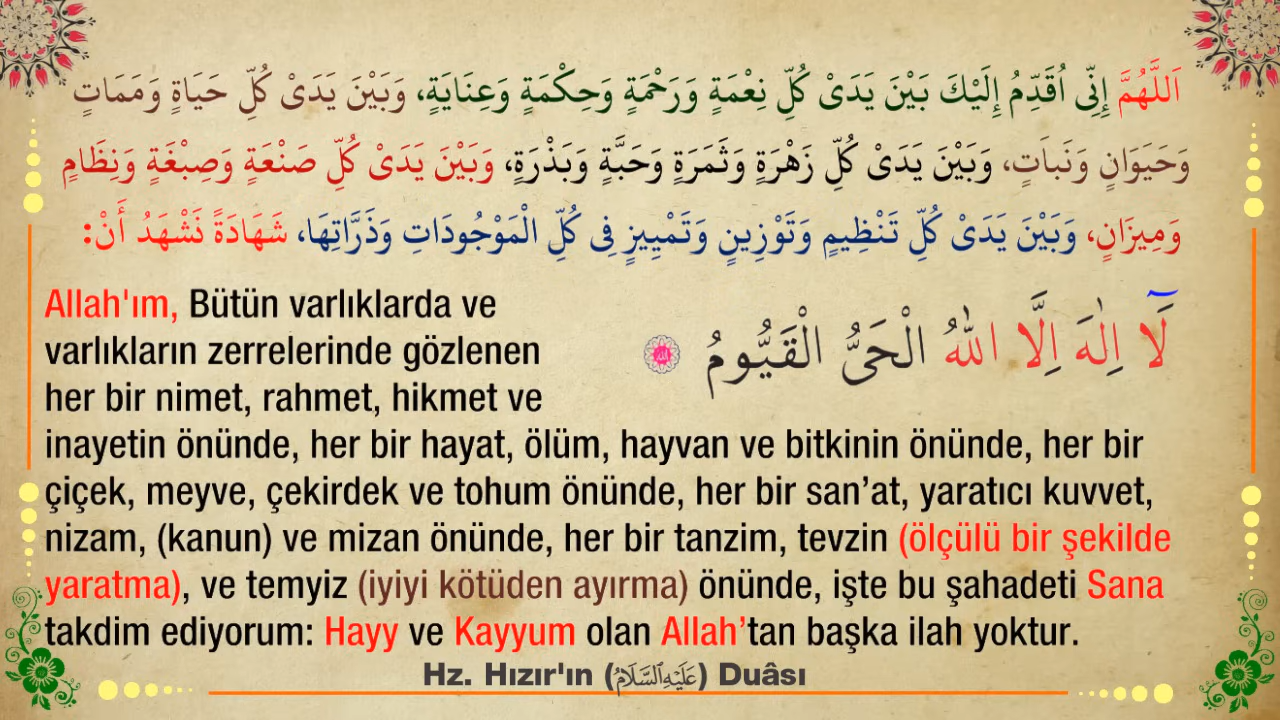 اَللَّهُمَّ إِنِّى اُقَدِّمُ إِلَيْكَ بَيْنَ يَدَىْ كُلِّ نِعْمَةٍ وَرَحْمَةٍ وَحِكْمَةٍ وَعِنَايَةٍ، وَبَيْنَ يَدَىْ كُلِّ حَيَاةٍ وَمَمَاتٍ
وَحَيَوَانٍ وَنَبَاتٍ، وَبَيْنَ يَدَىْ كُلِّ زَهْرَةٍ وَثَمَرَةٍ وَحَبَّةٍ وَبَذْرَةٍ، وَبَيْنَ يَدَىْ كُلِّ صَنْعَةٍ وَصِبْغَةٍ وَنِظَامٍ
وَمِيزَانٍ، وَبَيْنَ يَدَىْ كُلِّ تَنْظِيمٍ وَتَوْزِينٍ وَتَمْيِيزٍ فِى كُلِّ الْمَوْجُودَاتِ وَذَرَّاتِهَا، شَهَادَةً نَشْهَدُ أَنْ:
لَٓا اِلٰهَ اِلَّا اللّٰهُ الْحَىُّ الْقَيُّومُ
Allah'ım, Bütün varlıklarda ve
varlıkların zerrelerinde gözlenen
her bir nimet, rahmet, hikmet ve
inayetin önünde, her bir hayat, ölüm, hayvan ve bitkinin önünde, her bir
çiçek, meyve, çekirdek ve tohum önünde, her bir san’at, yaratıcı kuvvet,
nizam, (kanun) ve mizan önünde, her bir tanzim, tevzin (ölçülü bir şekilde
yaratma), ve temyiz (iyiyi kötüden ayırma) önünde, işte bu şahadeti Sana
takdim ediyorum: Hayy ve Kayyum olan Allah’tan başka ilah yoktur.
Hz. Hızır'ın (عَلَيْهِ السَّلَامُ) Duâsı